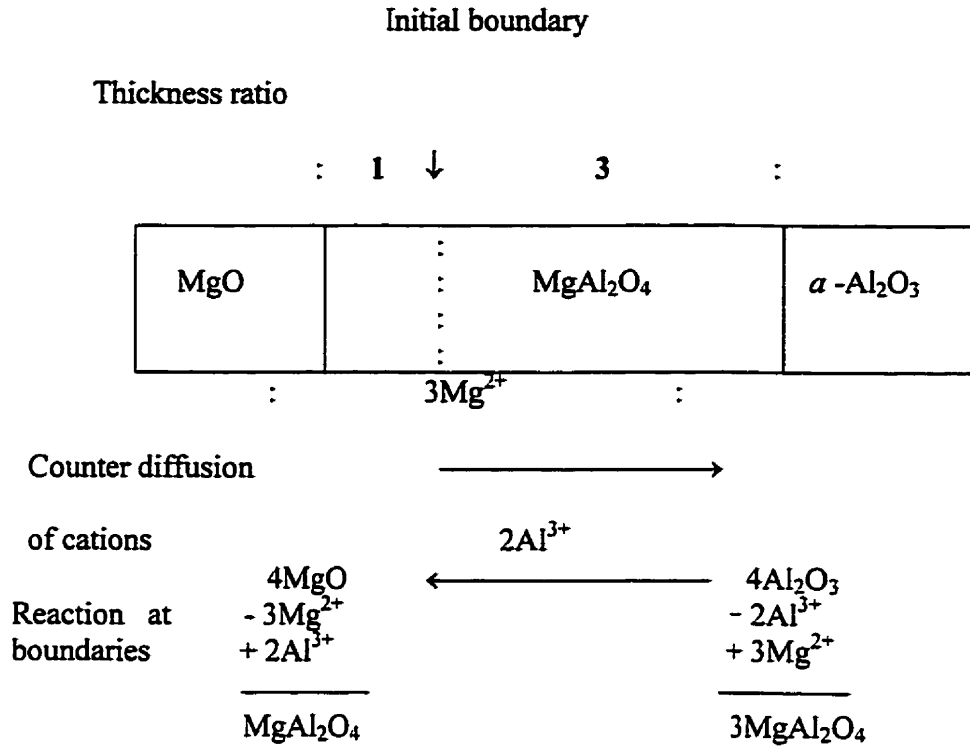 Initial boundary
Thickness ratio
: 1 ↓ 3 :
MgO MgAl₂O₄ α -Al₂O₃
: 3Mg²⁺ :
Counter diffusion
of cations 2Al³⁺
4MgO 4Al₂O₃
Reaction at - 3Mg²⁺ - 2Al³⁺
boundaries + 2Al³⁺ + 3Mg²⁺
MgAl₂O₄ 3MgAl₂O₄